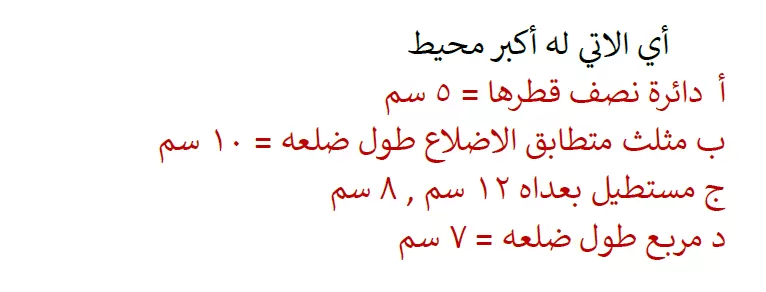 أي الاتي له أكبر محيط
أ دائرة نصف قطرها = ٥ سم
ب مثلث متطابق الاضلاع طول ضلعه = ١٠ سم
ج مستطيل بعداه ١٢ سم , ٨ سم
د مربع طول ضلعه = ٧ سم